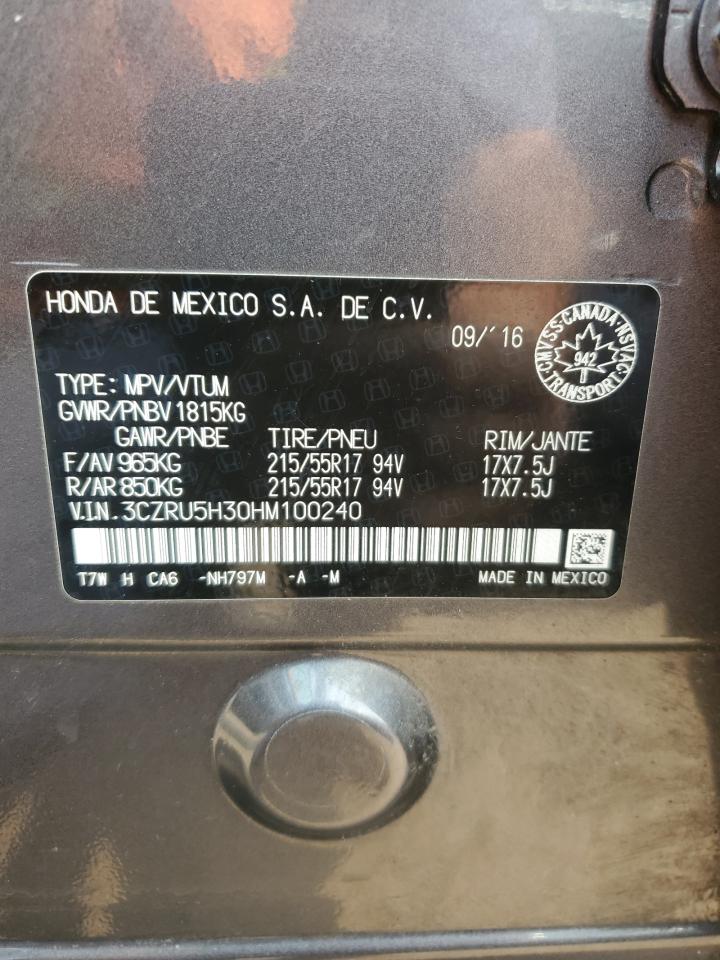 HONDA DE MEXICO S.A. DE C.V.
09/´16
CMVSS·CANADA·NSVAC
942
TRANSPORT
TYPE: MPV/VTUM
GVWR/PNBV 1815KG
GAWR/PNBE TIRE/PNEU RIM/JANTE
F/AV 965KG 215/55R17 94V 17X7.5J
R/AR 850KG 215/55R17 94V 17X7.5J
V.I.N. 3CZRU5H30HM100240
T7W H CA6 -NH797M -A -M MADE IN MEXICO